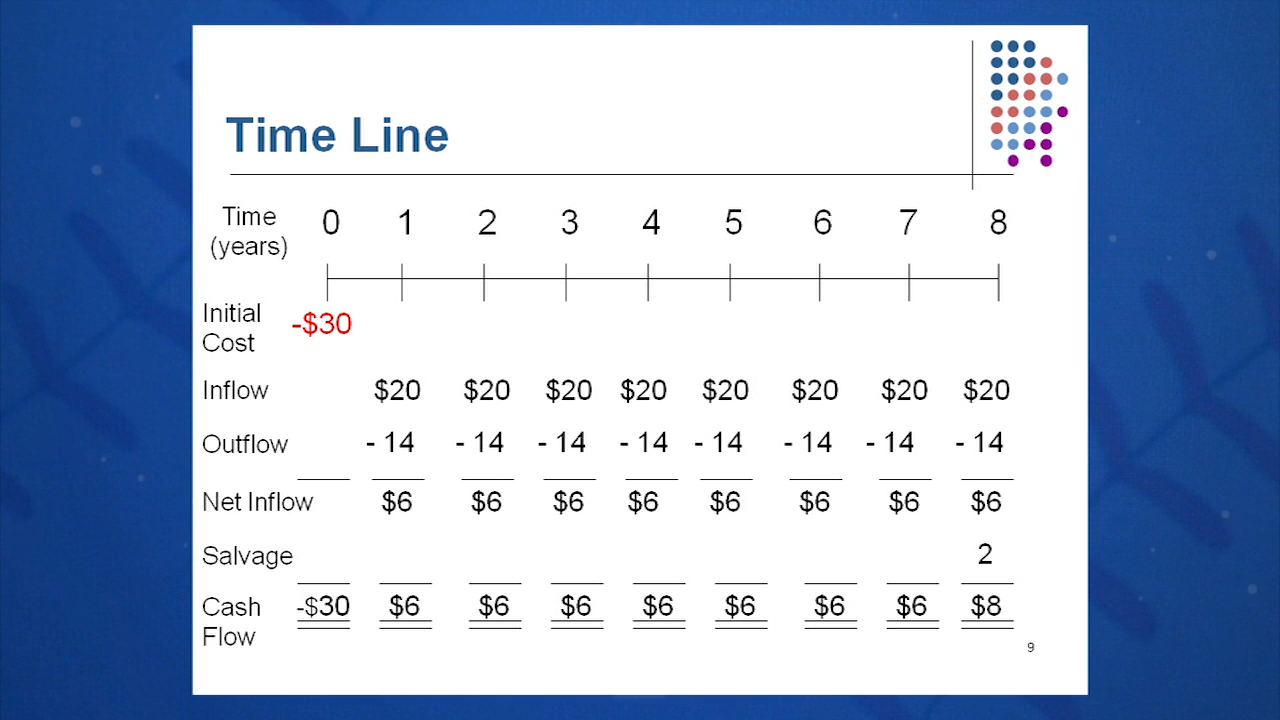 Time Line
Time 0 1 2 3 4 5 6 7 8
(years)
Initial
Cost -$30
Inflow $20 $20 $20 $20 $20 $20 $20 $20
Outflow - 14 - 14 - 14 - 14 - 14 - 14 - 14 - 14
Net Inflow $6 $6 $6 $6 $6 $6 $6 $6
Salvage 2
Cash -$30 $6 $6 $6 $6 $6 $6 $6 $8
Flow
9